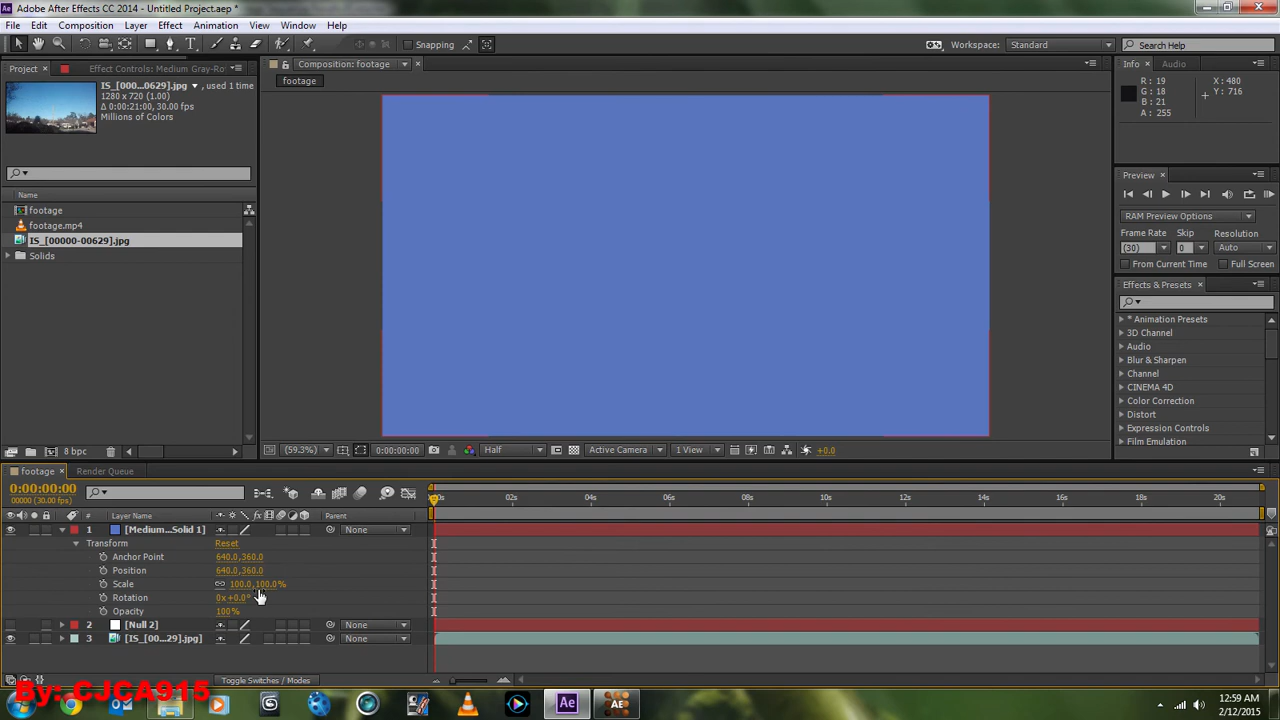 Adobe After Effects CC 2014 - Untitled Project.aep *
File Edit Composition Layer Effect Animation View Window Help
Snapping
Workspace: Standard
Search Help
Project
Effect Controls: Medium Gray-Ro
Composition: footage
footage
IS_[000...0629].jpg , used 1 time
1280 x 720 (1.00)
Δ 0:00:21:00, 30.00 fps
Millions of Colors
Name
footage
footage.mp4
IS_[00000-00629].jpg
Solids
8 bpc
(59.3%)
0:00:00:00
Half
Active Camera
1 View
+0.0
Info
Audio
R : 19
G : 18
B : 21
A : 255
X : 480
Y : 716
Preview
RAM Preview Options
Frame Rate Skip Resolution
(30) 0 Auto
From Current Time Full Screen
Effects & Presets
* Animation Presets
3D Channel
Audio
Blur & Sharpen
Channel
CINEMA 4D
Color Correction
Distort
Expression Controls
Film Emulation
footage
Render Queue
0:00:00:00
00000 (30.00 fps)
02s 04s 06s 08s 10s 12s 14s 16s 18s 20s
# Layer Name Parent
1 [Medium...Solid 1] None
Transform Reset
Anchor Point 640.0,360.0
Position 640.0,360.0
Scale 100.0,100.0%
Rotation 0x+0.0°
Opacity 100%
2 [Null 2] None
3 [IS_[00...29].jpg] None
Toggle Switches / Modes
By: CJCA915
Ae
AE
12:59 AM
2/12/2015